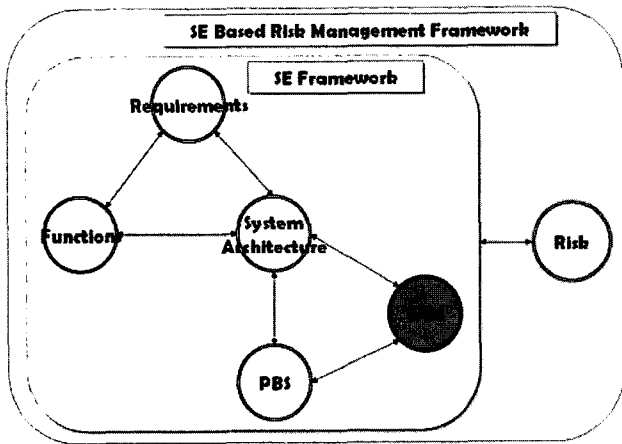 SE Based Risk Management Framework
SE Framework
Requirements
Functions
System
Architecture
Risk
PBS